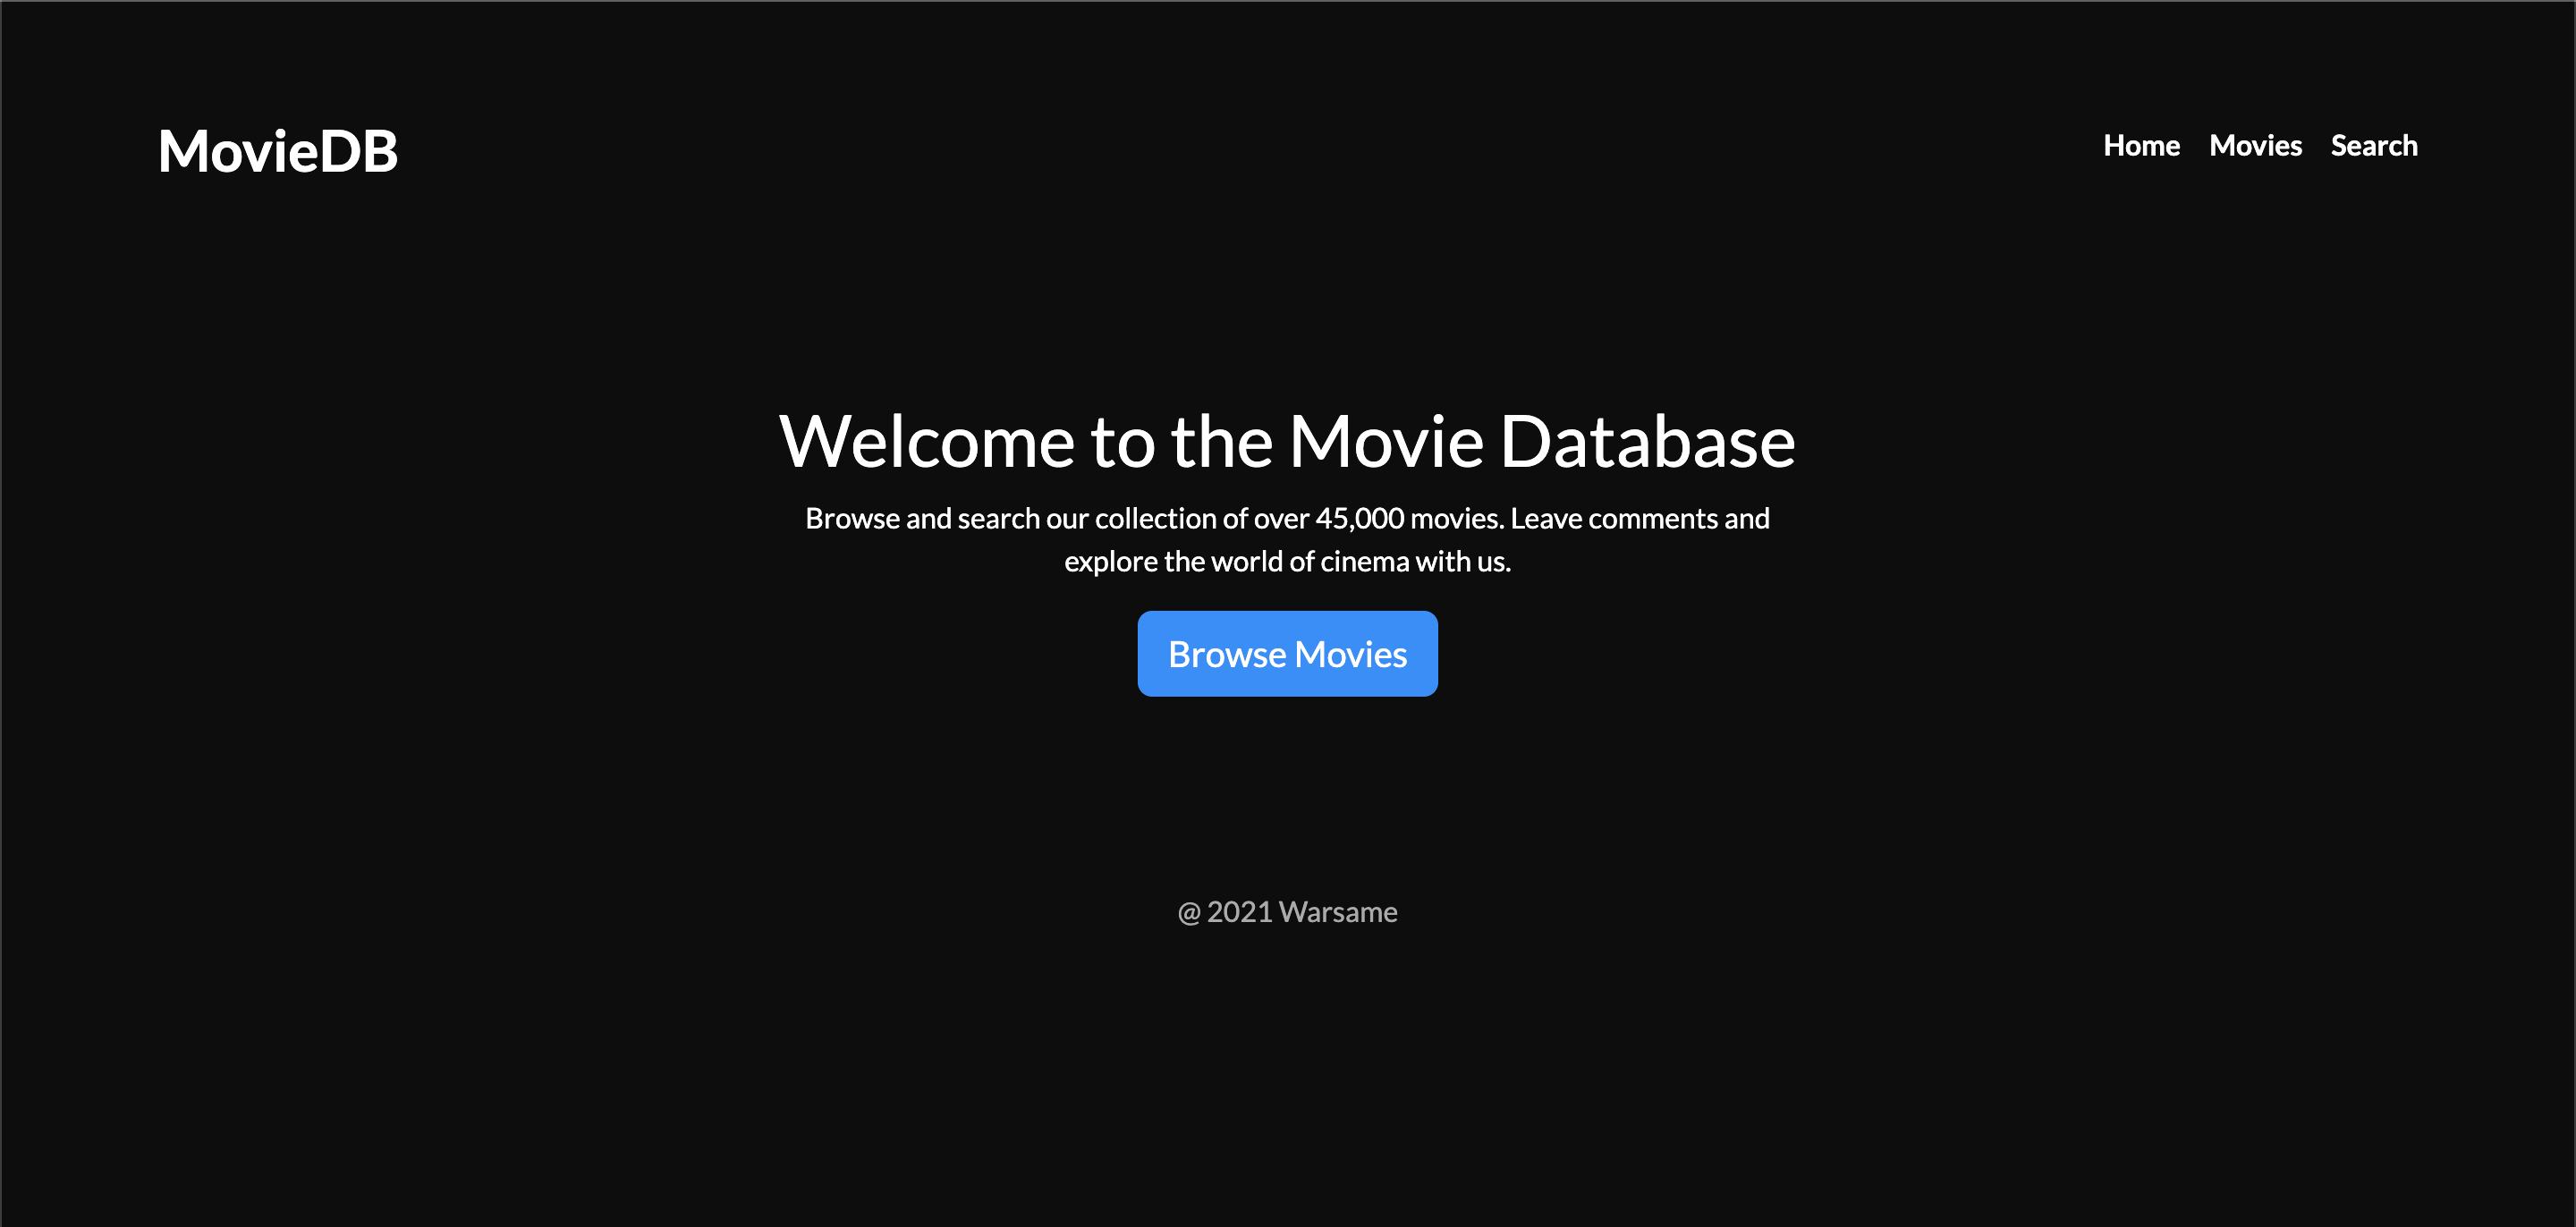 MovieDB
Home Movies Search
Welcome to the Movie Database
Browse and search our collection of over 45,000 movies. Leave comments and
explore the world of cinema with us.
Browse Movies
@ 2021 Warsame